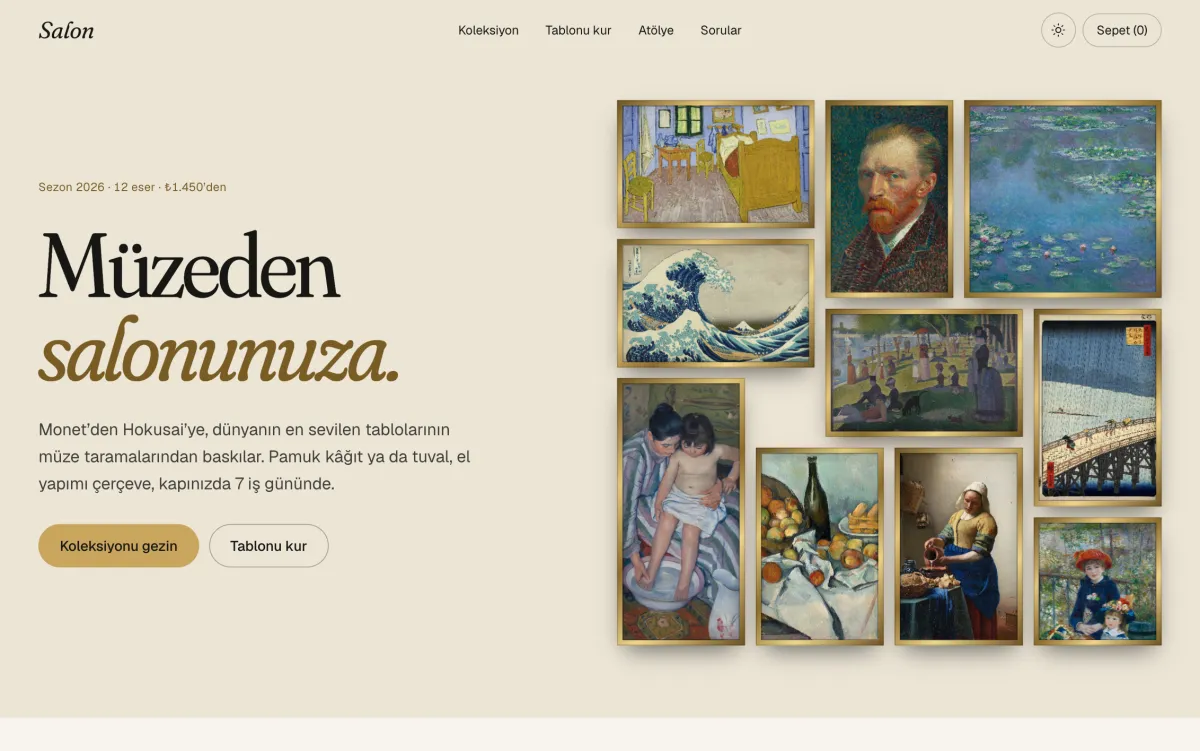 Salon
Koleksiyon
Tablonu kur
Atölye
Sorular
Sepet (0)
Sezon 2026 · 12 eser · ₺1.450'den
Müzeden
salonunuza.
Monet’den Hokusai’ye, dünyanın en sevilen tablolarının
müze taramalarından baskılar. Pamuk kâğıt ya da tuval, el
yapımı çerçeve, kapınızda 7 iş gününde.
Koleksiyonu gezin
Tablonu kur